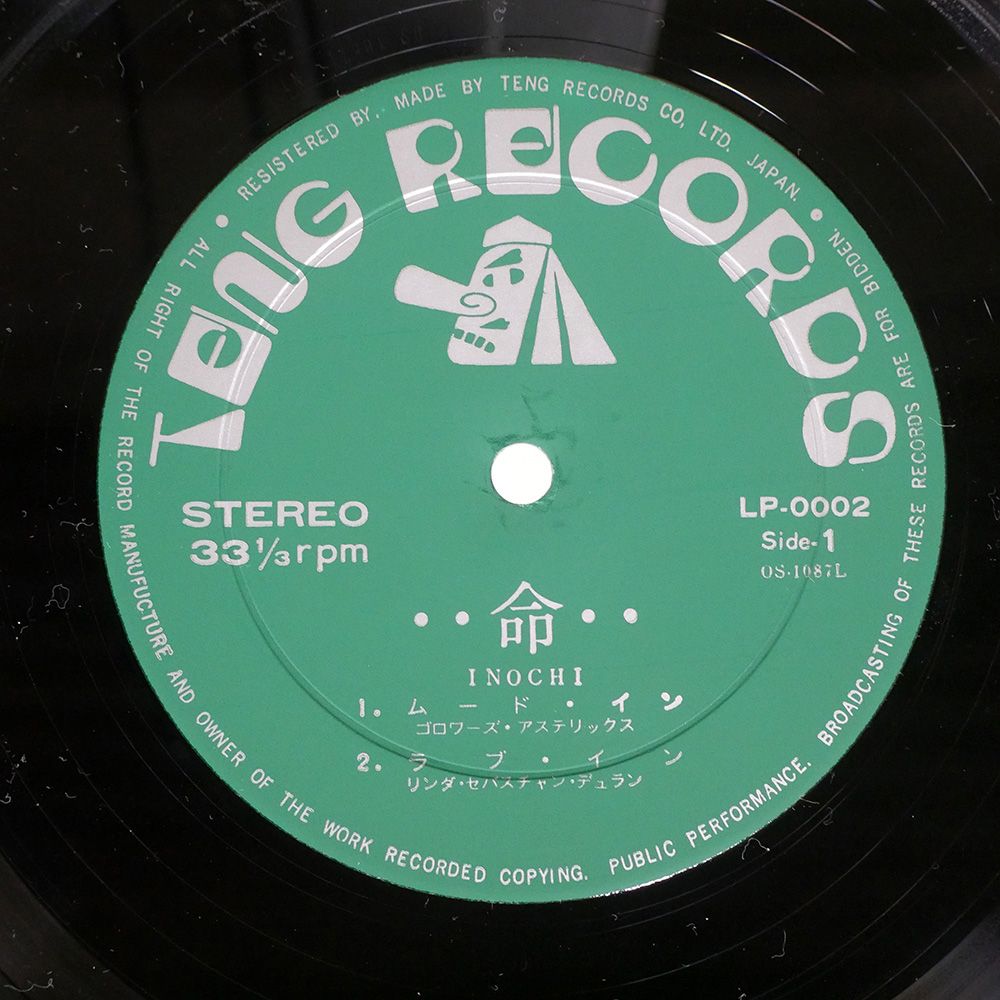 RESISTERED BY. MADE BY TENG RECORDS CO, LTD, JAPAN.
TENG RECORDS
STEREO
33 1/3 rpm
LP-0002
Side-1
OS-1087L
・・命・・
INOCHI
1. ムード・イン
ゴロワーズ・アステリックス
2. ラブ・イン
リンダ・セバスチャン・デュラン
ALL RIGHT OF THE RECORD MANUFUCTURE AND OWNER OF THE WORK RECORDED COPYING. PUBLIC PERFORMANCE. BROADCASTING OF THESE RECORDS ARE FOR BIDDEN.